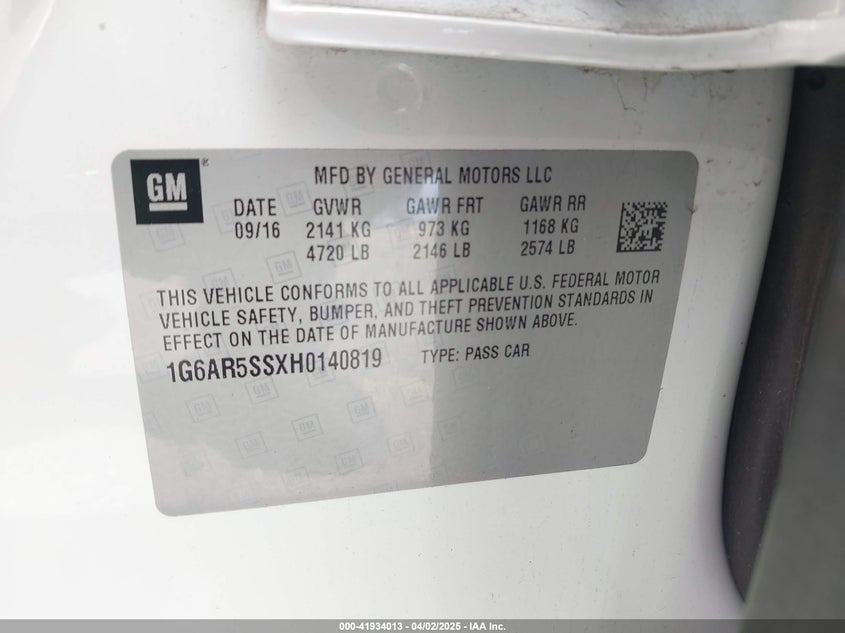 GM ® MFD BY GENERAL MOTORS LLC
DATE GVWR GAWR FRT GAWR RR
09/16 2141 KG 973 KG 1168 KG
4720 LB 2146 LB 2574 LB
THIS VEHICLE CONFORMS TO ALL APPLICABLE U.S. FEDERAL MOTOR
VEHICLE SAFETY, BUMPER, AND THEFT PREVENTION STANDARDS IN
EFFECT ON THE DATE OF MANUFACTURE SHOWN ABOVE.
1G6AR5SSXH0140819 TYPE: PASS CAR
000-41934013 - 04/02/2025 - IAA Inc.